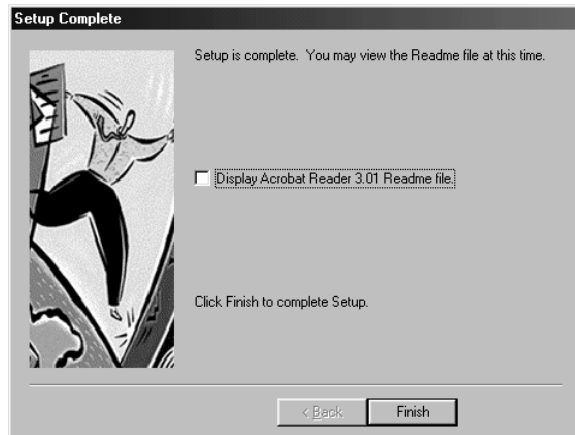 Setup Complete
Setup is complete. You may view the Readme file at this time.
Display Acrobat Reader 3.01 Readme file.
Click Finish to complete Setup.
< Back
Finish